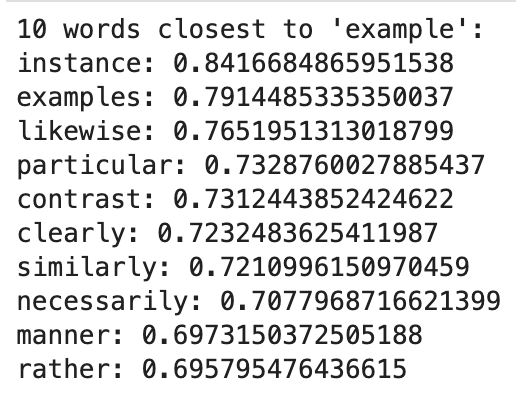 10 words closest to 'example':
instance: 0.8416684865951538
examples: 0.7914485335350037
likewise: 0.7651951313018799
particular: 0.7328760027885437
contrast: 0.7312443852424622
clearly: 0.7232483625411987
similarly: 0.7210996150970459
necessarily: 0.7077968716621399
manner: 0.6973150372505188
rather: 0.695795476436615